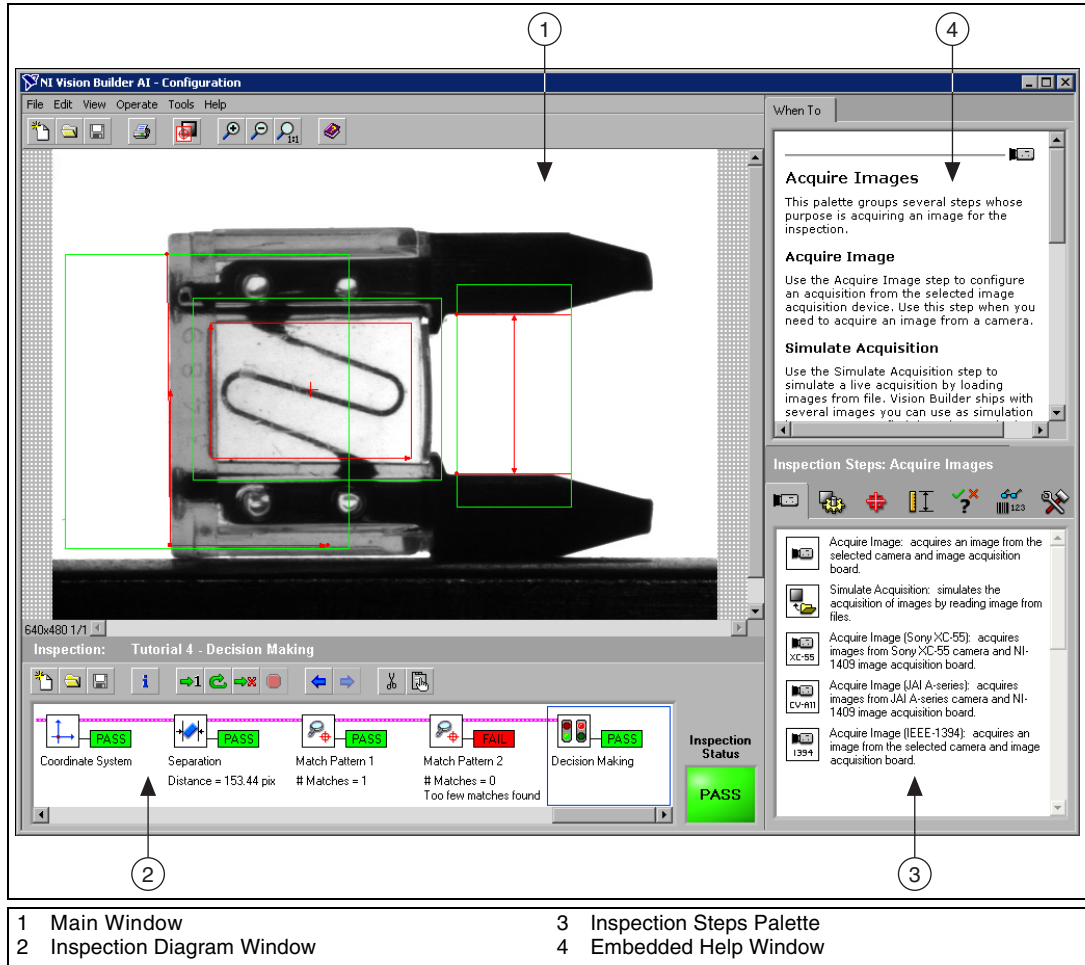 1
4
NI Vision Builder AI - Configuration
File Edit View Operate Tools Help
1:1
When To
Acquire Images
This palette groups several steps whose
purpose is acquiring an image for the
inspection.
Acquire Image
Use the Acquire Image step to configure
an acquisition from the selected image
acquisition device. Use this step when you
need to acquire an image from a camera.
Simulate Acquisition
Use the Simulate Acquisition step to
simulate a live acquisition by loading
images from file. Vision Builder ships with
several images you can use as simulation
640x480 1/1
Inspection Steps: Acquire Images
123
Acquire Image: acquires an image from the
selected camera and image acquisition
board.
Simulate Acquisition: simulates the
acquisition of images by reading image from
files.
XC-55
Acquire Image (Sony XC-55): acquires
images from Sony XC-55 camera and NI-
1409 image acquisition board.
CV-A11
Acquire Image (JAI A-series): acquires
images from JAI A-series camera and NI-
1409 image acquisition board.
1394
Acquire Image (IEEE-1394): acquires an
image from the selected camera and image
acquisition board.
Inspection: Tutorial 4 - Decision Making
1
PASS PASS PASS FAIL PASS
Coordinate System Separation Match Pattern 1 Match Pattern 2 Decision Making
Distance = 153.44 pix # Matches = 1 # Matches = 0
Too few matches found
Inspection
Status
PASS
2
3
1 Main Window
2 Inspection Diagram Window
3 Inspection Steps Palette
4 Embedded Help Window